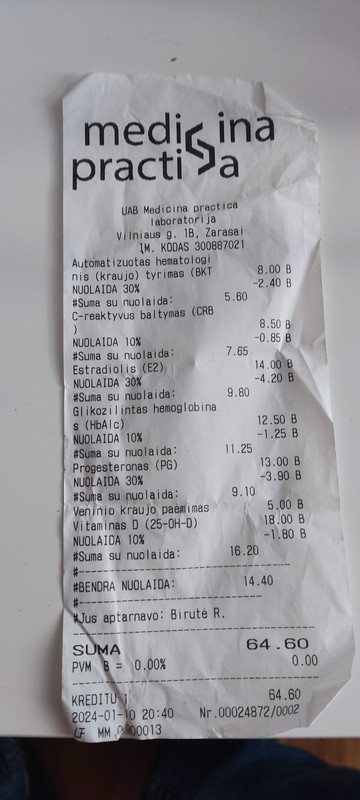 medicina
practica
UAB Medicina practica
laboratorija
Vilniaus g. 1B, Zarasai
ĮM. KODAS 300887021
Automatizuotas hematologi
nis (kraujo) tyrimas (BKT 8.00 B
NUOLAIDA 30% -2.40 B
#Suma su nuolaida: 5.60
C-reaktyvus baltymas (CRB
) 8.50 B
NUOLAIDA 10% -0.85 B
#Suma su nuolaida: 7.65
Estradiolis (E2) 14.00 B
NUOLAIDA 30% -4.20 B
#Suma su nuolaida: 9.80
Glikozilintas hemoglobina
s (HbA1c) 12.50 B
NUOLAIDA 10% -1.25 B
#Suma su nuolaida: 11.25
Progesteronas (PG) 13.00 B
NUOLAIDA 30% -3.90 B
#Suma su nuolaida: 9.10
Veninio kraujo paėmimas 5.00 B
Vitaminas D (25-OH-D) 18.00 B
NUOLAIDA 10% -1.80 B
#Suma su nuolaida: 16.20
#--------------------------------
#BENDRA NUOLAIDA: 14.40
#--------------------------------
#Jus aptarnavo: Birutė R.
SUMA 64.60
PVM B = 0.00% 0.00
KREDITU 1 64.60
2024-01-10 20:40 Nr.00024872/0002
LF MM 0000013